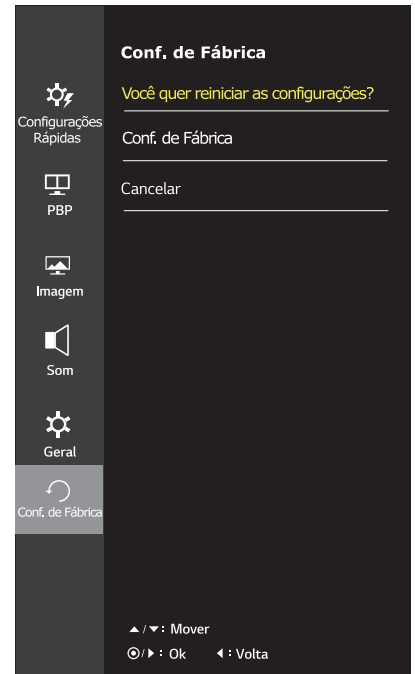 Configurações
Rápidas
PBP
Imagem
Som
Geral
Conf. de Fábrica
Conf. de Fábrica
Você quer reiniciar as configurações?
Conf. de Fábrica
Cancelar
▲/▼: Mover
◉/▶: Ok ◀: Volta